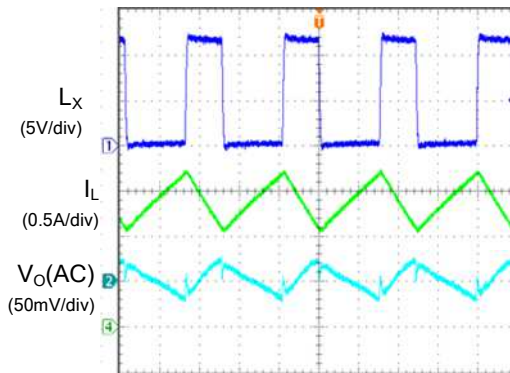 T
LX
(5V/div)
1
IL
(0.5A/div)
VO(AC)
2
(50mV/div)
4